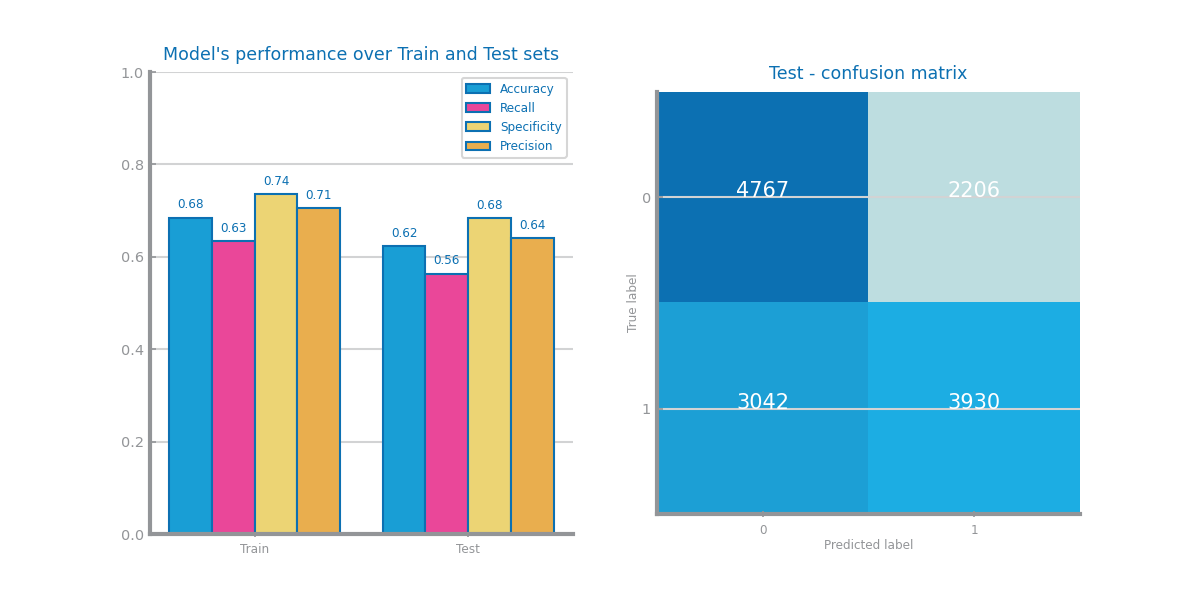 Model's performance over Train and Test sets
1.0
0.8
0.6
0.4
0.2
0.0
Accuracy
Recall
Specificity
Precision
0.68
0.63
0.74
0.71
0.62
0.56
0.68
0.64
Train
Test
Test - confusion matrix
True label
0
1
4767
2206
3042
3930
0
1
Predicted label